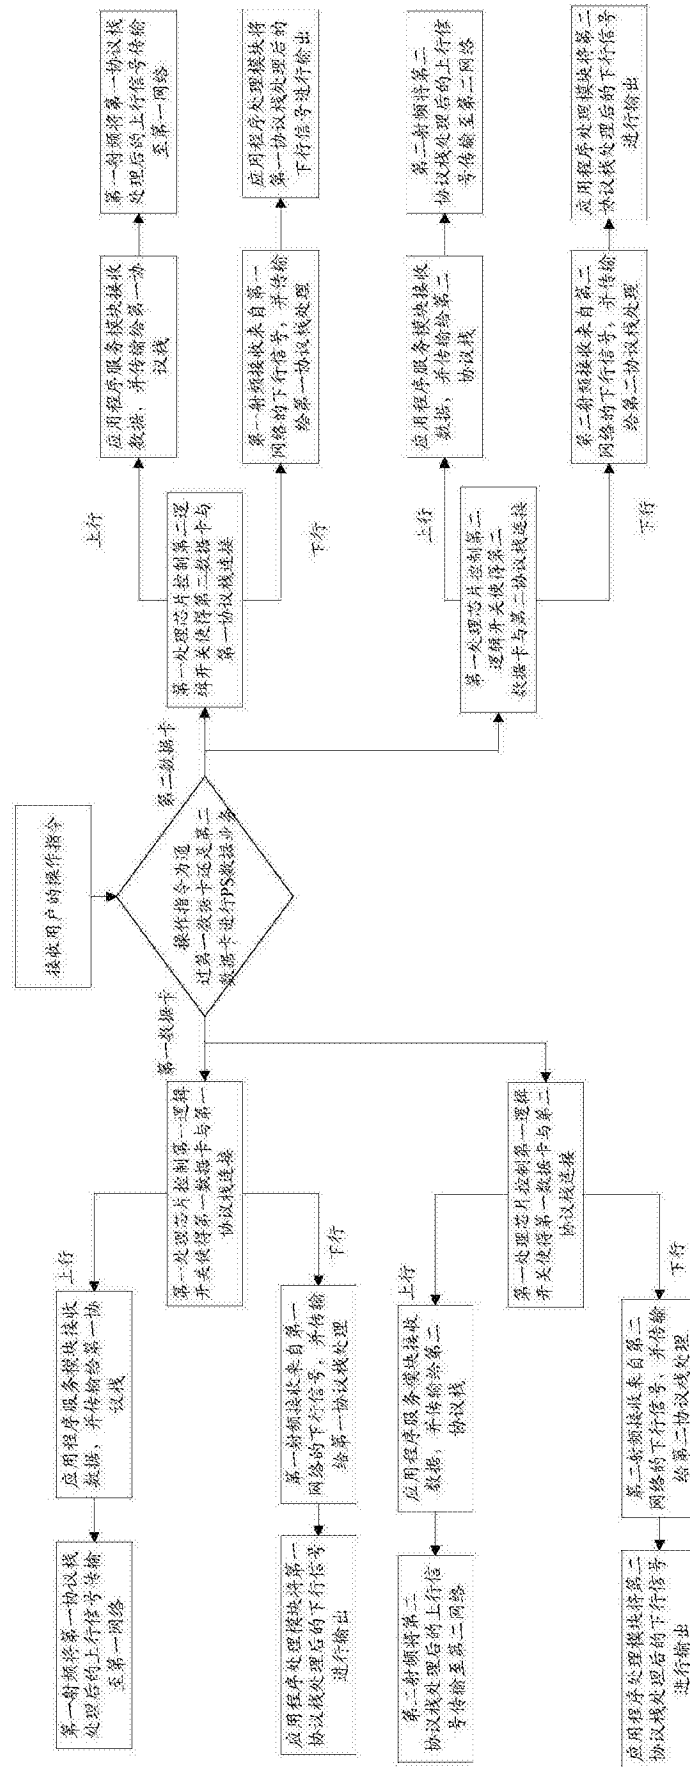 接收用户的操作指令
操作指令为通
过第一数据卡还是第二
数据卡进行PS数据业务
第一数据卡
第一处理芯片控制第一逻辑
开关使得第一数据卡与第一
协议栈连接
上行
应用程序服务模块接收
数据，并传输给第一协
议栈
第一射频将第一协议栈
处理后的上行信号传输
至第一网络
下行
第一射频接收来自第一
网络的下行信号，并传输
给第一协议栈处理
应用程序处理模块将第一
协议栈处理后的下行信号
进行输出
第一处理芯片控制第一逻辑
开关使得第一数据卡与第二
协议栈连接
上行
应用程序服务模块接收
数据，并传输给第二
协议栈
第二射频将第二
协议栈处理后的上行信
号传输至第二网络
下行
第二射频接收来自第二
网络的下行信号、并传输
给第二协议栈处理
应用程序处理模块将第二
协议栈处理后的下行信号
进行输出
第二数据卡
第一处理芯片控制第二逻
辑开关使得第二数据卡与
第一协议栈连接
上行
应用程序服务模块接收
数据，并传输给第一协
议栈
第一射频将第一协议栈
处理后的上行信号传输
至第一网络
下行
第一射频接收来自第一
网络的下行信号，并传输
给第一协议栈处理
应用程序处理模块将
第一协议栈处理后的
下行信号进行输出
第一处理芯片控制第二
逻辑开关使得第二
数据卡与第二协议栈连接
上行
应用程序服务模块接收
数据，并传输给第二
协议栈
第二射频将第二
协议栈处理后的上行信
号传输至第二网络
下行
第二射频接收来自第二
网络的下行信号，并传输
给第二协议栈处理
应用程序处理模块将第二
协议栈处理后的下行信号
进行输出